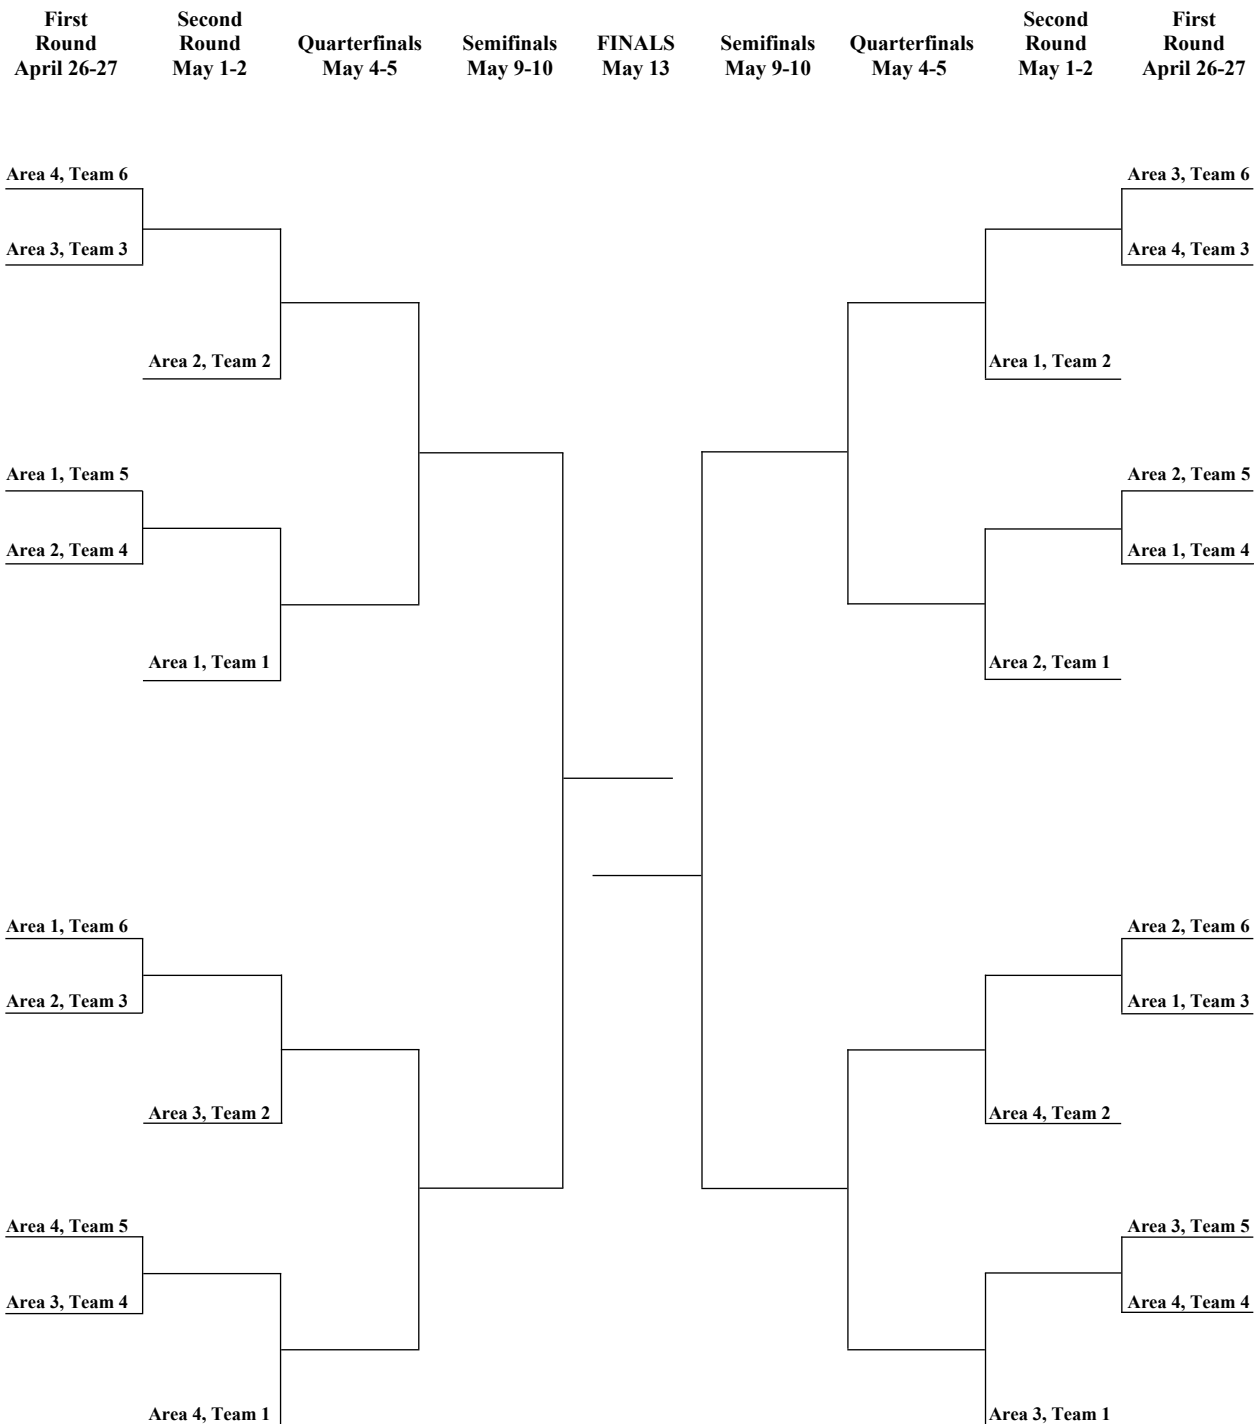 First Round April 26-27
Second Round May 1-2
Quarterfinals May 4-5
Semifinals May 9-10
FINALS May 13
Semifinals May 9-10
Quarterfinals May 4-5
Second Round May 1-2
First Round April 26-27
Area 4, Team 6
Area 3, Team 3
Area 2, Team 2
Area 1, Team 5
Area 2, Team 4
Area 1, Team 1
Area 1, Team 6
Area 2, Team 3
Area 3, Team 2
Area 4, Team 5
Area 3, Team 4
Area 4, Team 1
Area 3, Team 6
Area 4, Team 3
Area 1, Team 2
Area 2, Team 5
Area 1, Team 4
Area 2, Team 1
Area 2, Team 6
Area 1, Team 3
Area 4, Team 2
Area 3, Team 5
Area 4, Team 4
Area 3, Team 1